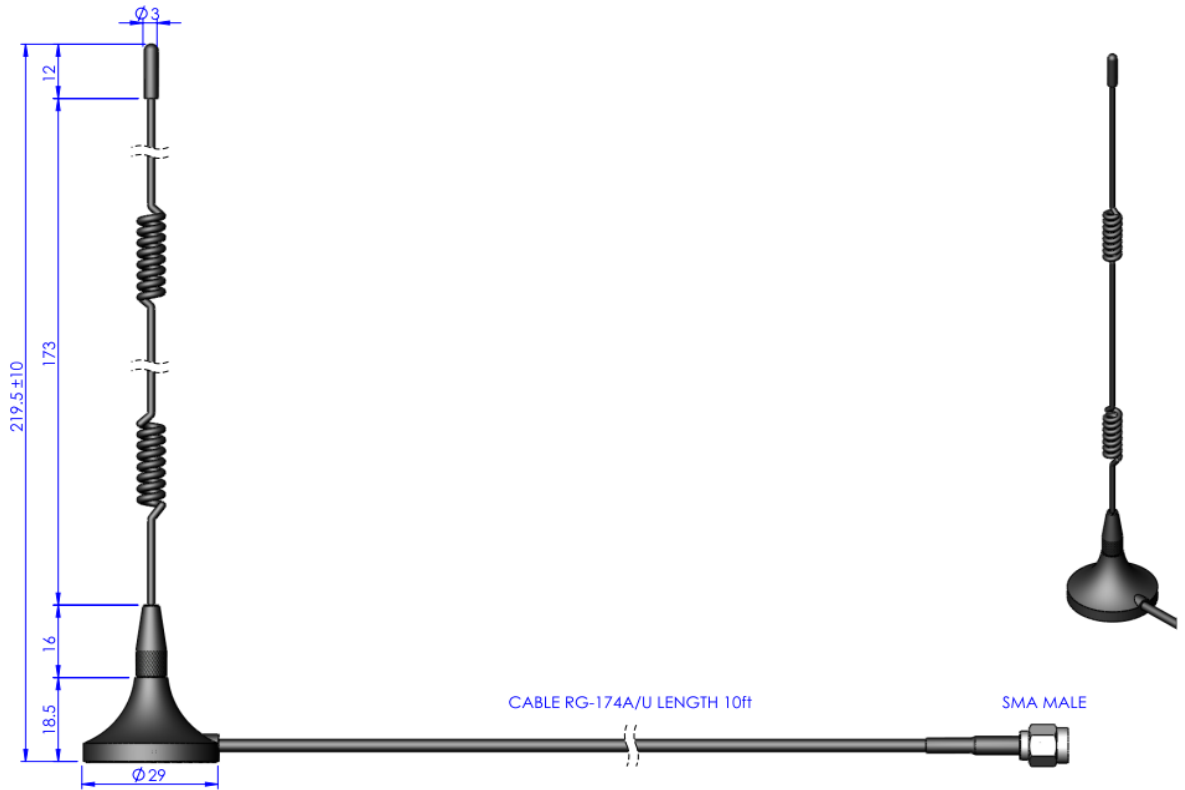 Ø3
12
173
219.5±10
16
18.5
Ø29
CABLE RG-174A/U LENGTH 10ft
SMA MALE